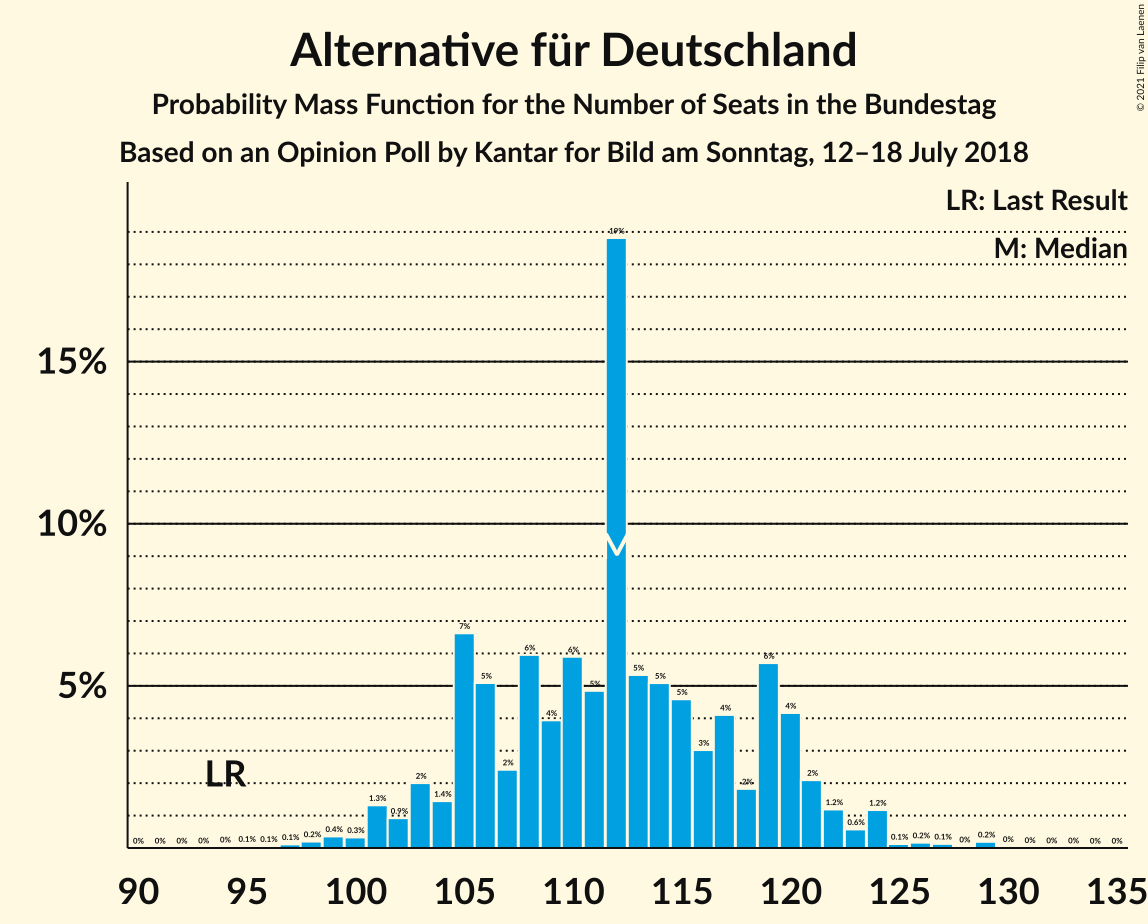 © 2021 Filip van Laenen
Alternative für Deutschland
Probability Mass Function for the Number of Seats in the Bundestag
Based on an Opinion Poll by Kantar for Bild am Sonntag, 12–18 July 2018
LR: Last Result
M: Median
15%
10%
5%
LR
0% 0% 0% 0% 0% 0.1% 0.1% 0.1% 0.2% 0.4% 0.3% 1.3% 0.9% 2% 1.4% 7% 5% 2% 6% 4% 6% 5% 19% 5% 5% 5% 3% 4% 2% 6% 4% 2% 1.2% 0.6% 1.2% 0.1% 0.2% 0.1% 0% 0.2% 0% 0% 0% 0% 0% 0%
90 95 100 105 110 115 120 125 130 135